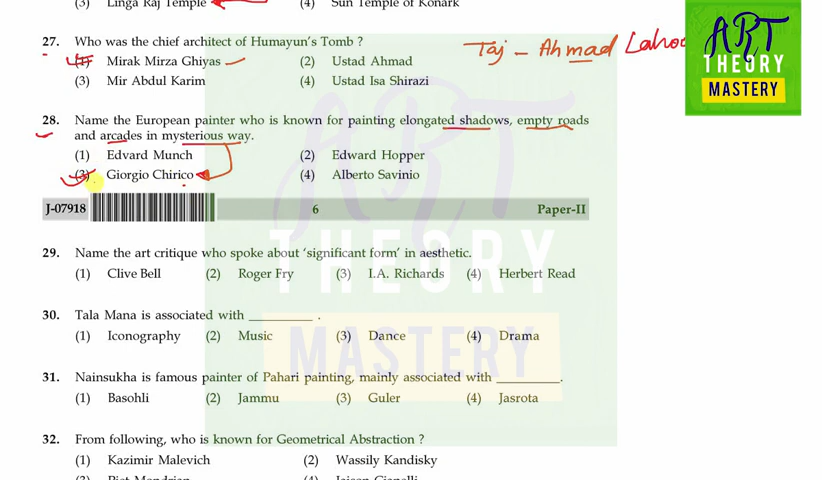 (3) Linga Raj Temple (4) Sun Temple of Konark
27. Who was the chief architect of Humayun's Tomb ?
Taj - Ahmad Lahod
(1) Mirak Mirza Ghiyas (2) Ustad Ahmad
(3) Mir Abdul Karim (4) Ustad Isa Shirazi
ART
THEORY
MASTERY
28. Name the European painter who is known for painting elongated shadows, empty roads
and arcades in mysterious way.
(1) Edvard Munch (2) Edward Hopper
(3) Giorgio Chirico (4) Alberto Savinio
J-07918 6 Paper-II
29. Name the art critique who spoke about 'significant form' in aesthetic.
(1) Clive Bell (2) Roger Fry (3) I.A. Richards (4) Herbert Read
30. Tala Mana is associated with __________ .
(1) Iconography (2) Music (3) Dance (4) Drama
31. Nainsukha is famous painter of Pahari painting, mainly associated with __________.
(1) Basohli (2) Jammu (3) Guler (4) Jasrota
32. From following, who is known for Geometrical Abstraction ?
(1) Kazimir Malevich (2) Wassily Kandisky
ART
THEORY
MASTERY